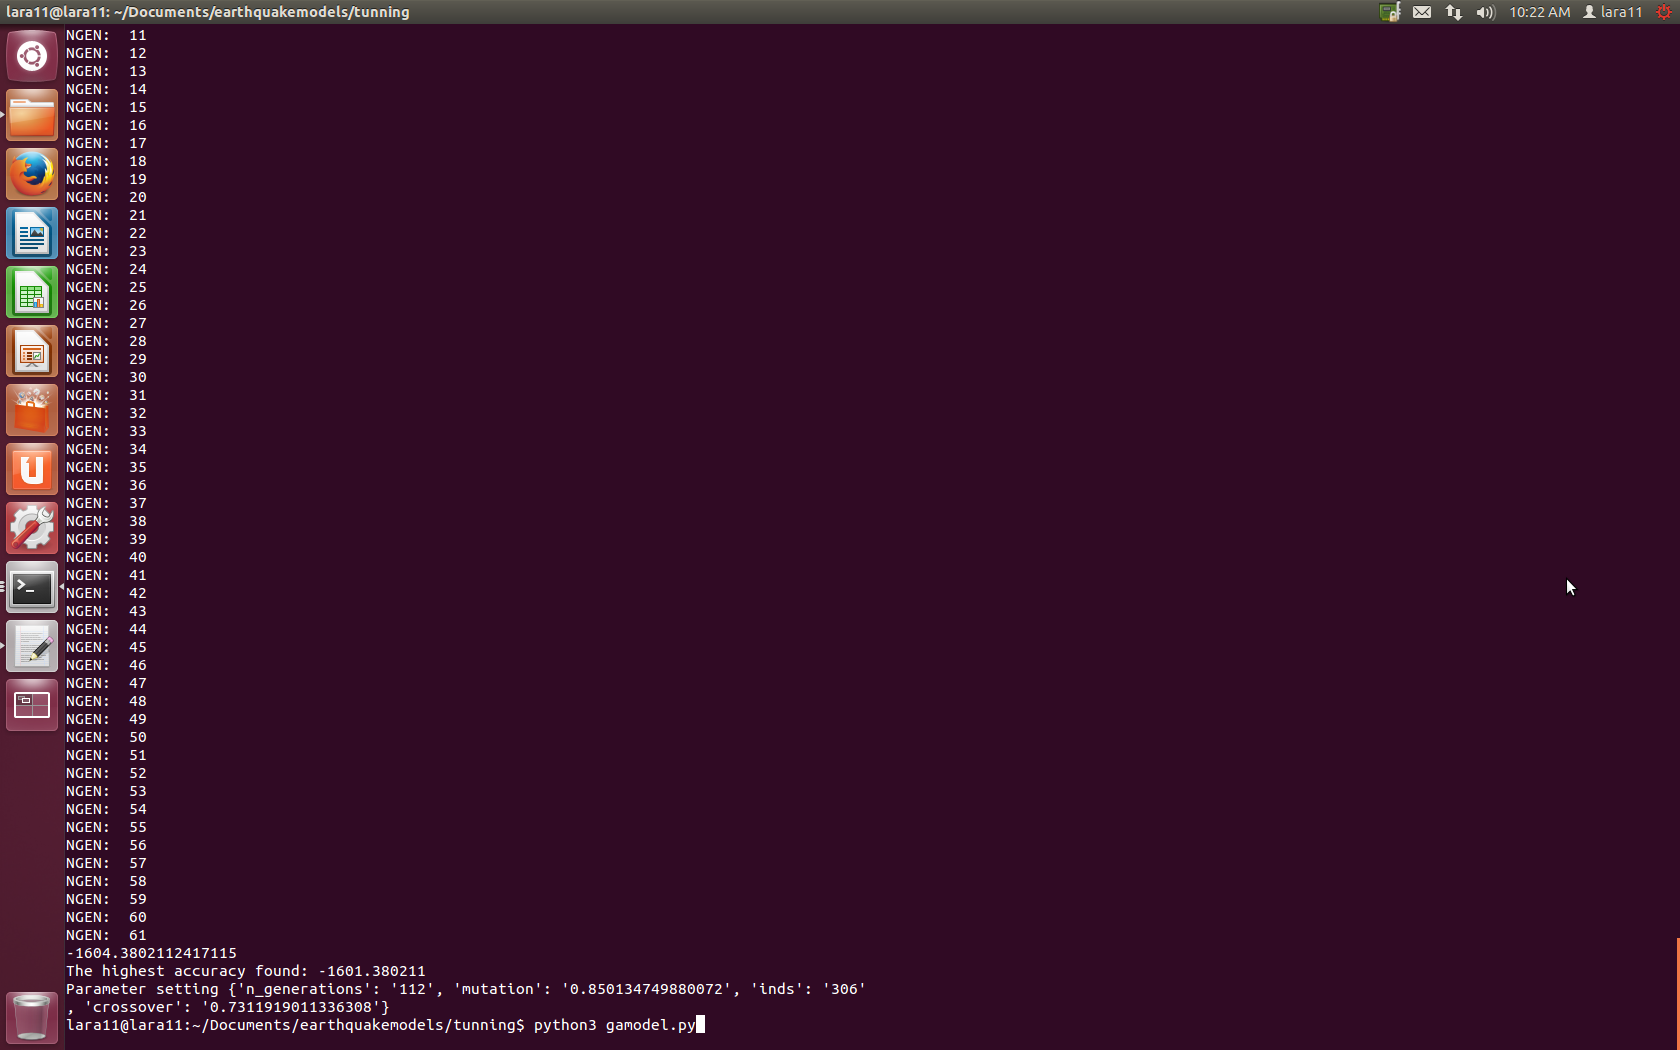 lara11@lara11: ~/Documents/earthquakemodels/tunning
10:22 AM lara11
NGEN:  11
NGEN:  12
NGEN:  13
NGEN:  14
NGEN:  15
NGEN:  16
NGEN:  17
NGEN:  18
NGEN:  19
NGEN:  20
NGEN:  21
NGEN:  22
NGEN:  23
NGEN:  24
NGEN:  25
NGEN:  26
NGEN:  27
NGEN:  28
NGEN:  29
NGEN:  30
NGEN:  31
NGEN:  32
NGEN:  33
NGEN:  34
NGEN:  35
NGEN:  36
NGEN:  37
NGEN:  38
NGEN:  39
NGEN:  40
NGEN:  41
NGEN:  42
NGEN:  43
NGEN:  44
NGEN:  45
NGEN:  46
NGEN:  47
NGEN:  48
NGEN:  49
NGEN:  50
NGEN:  51
NGEN:  52
NGEN:  53
NGEN:  54
NGEN:  55
NGEN:  56
NGEN:  57
NGEN:  58
NGEN:  59
NGEN:  60
NGEN:  61
-1604.3802112417115
The highest accuracy found: -1601.380211
Parameter setting {'n_generations': '112', 'mutation': '0.850134749880072', 'inds': '306'
, 'crossover': '0.7311919011336308'}
lara11@lara11:~/Documents/earthquakemodels/tunning$ python3 gamodel.py